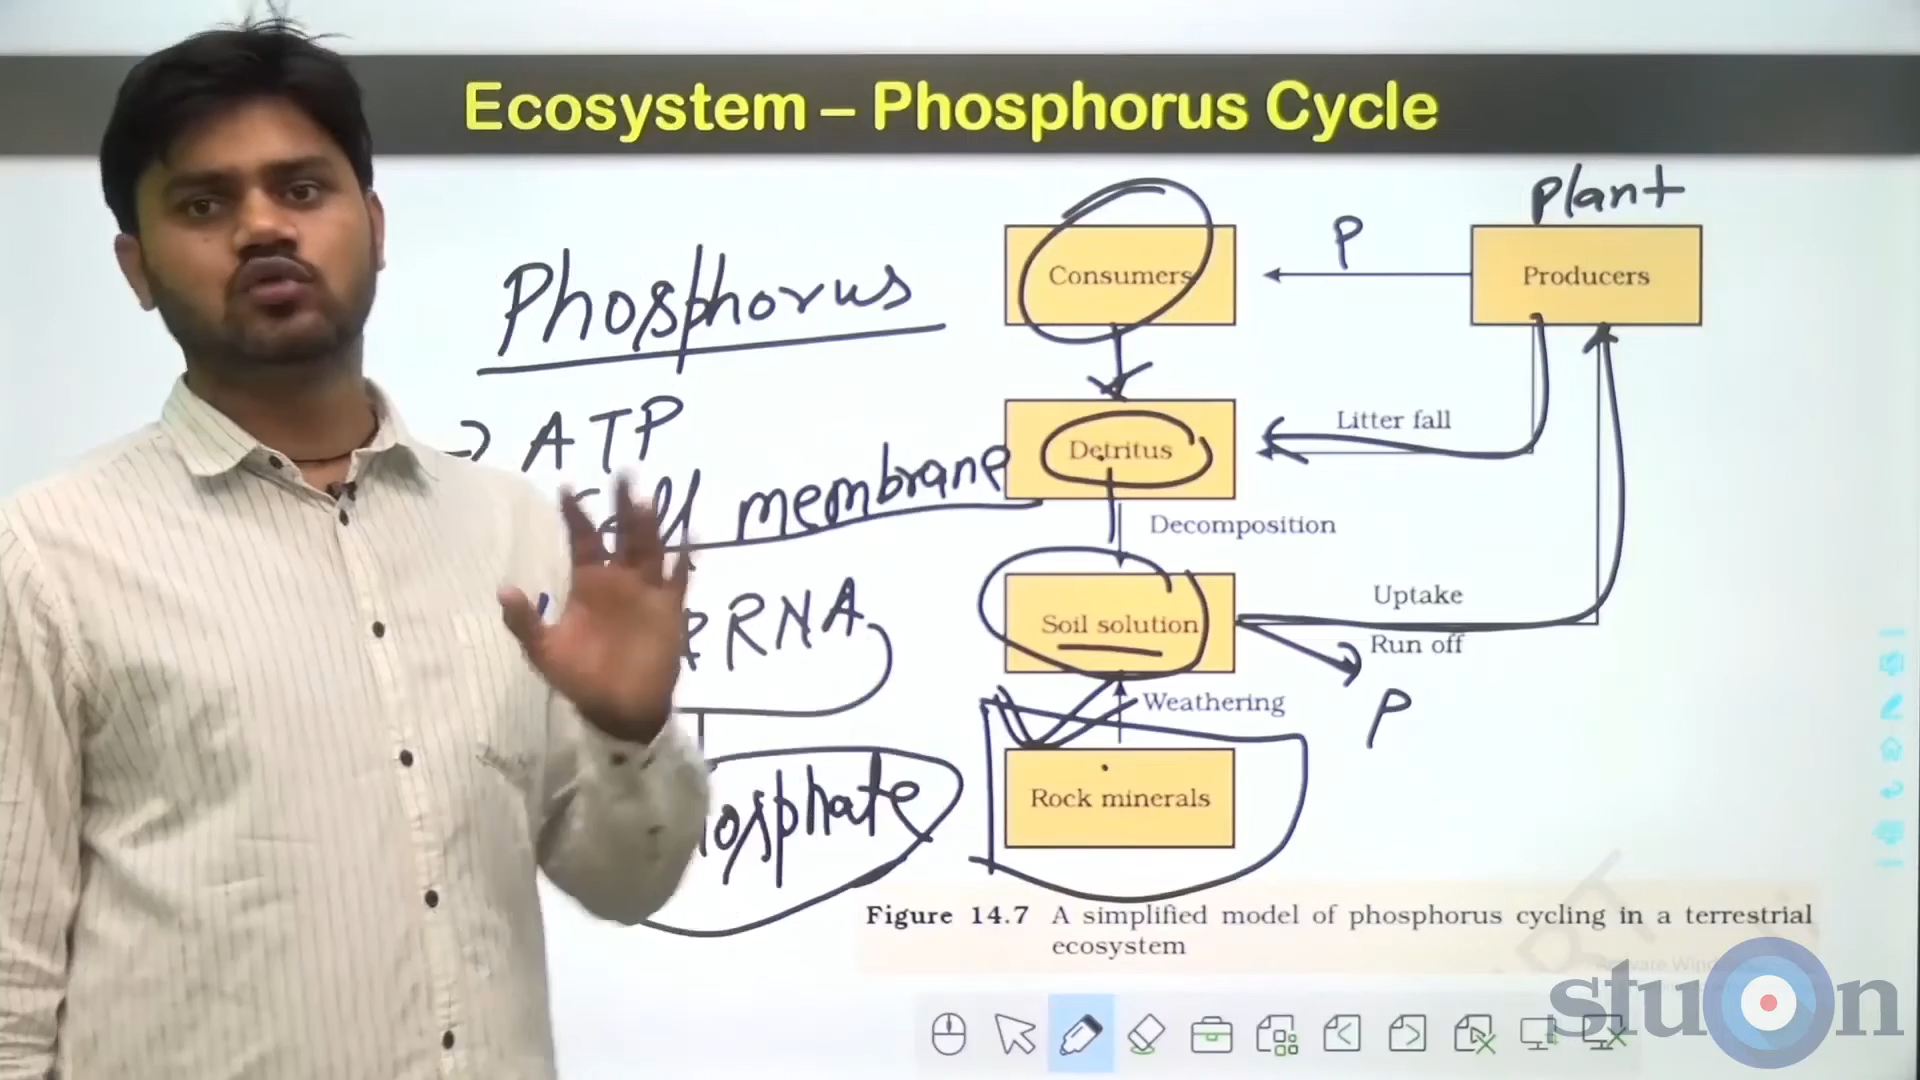 Ecosystem – Phosphorus Cycle
plant
Phosphorus
P
Consumers
Producers
→ ATP
Litter fall
Cell membrane
Detritus
Decomposition
RNA
Soil solution
Uptake
Run off
Weathering
P
Rock minerals
Figure 14.7 A simplified model of phosphorus cycling in a terrestrial
ecosystem
stuon